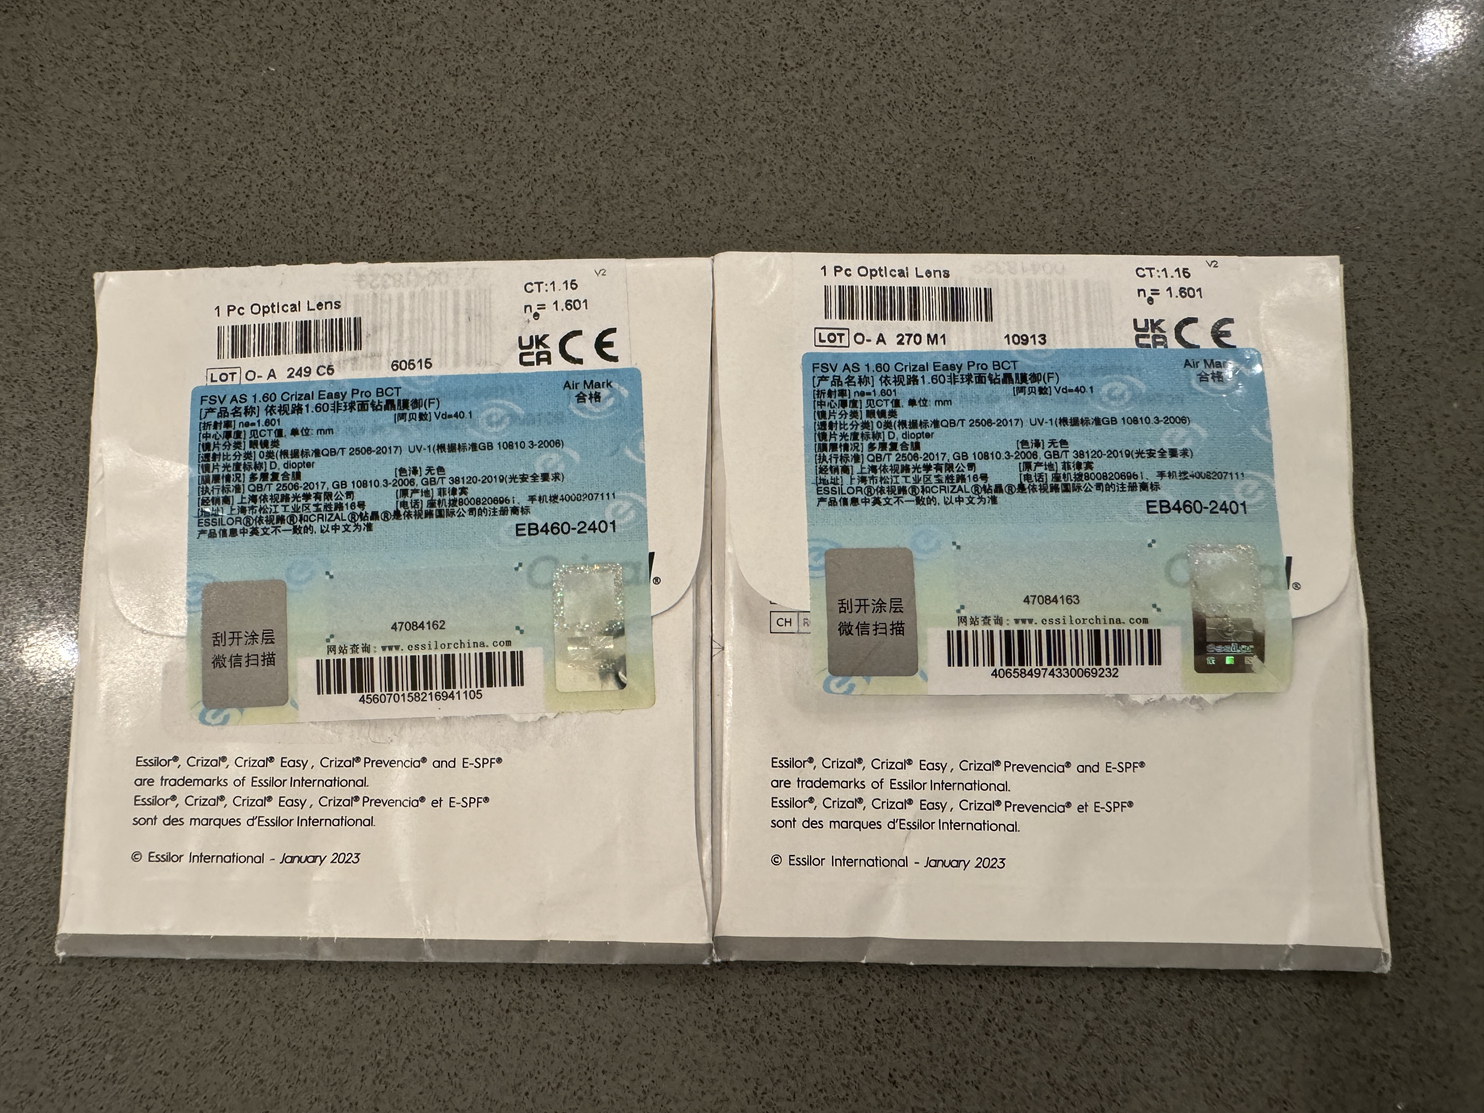 1 Pc Optical Lens
CT:1.15
V2
nₑ= 1.601
UK CA CE
LOT O- A 249 C6
60515
FSV AS 1.60 Crizal Easy Pro BCT
Air Mark
合格
[产品名称] 依视路1.60非球面钻晶膜御(F)
[折射率] ne=1.601 [阿贝数] Vd=40.1
[中心厚度] 见CT值, 单位: mm
[镜片分类] 眼镜类
[透射比分类] 0类(根据标准QB/T 2506-2017) UV-1(根据标准GB 10810.3-2006)
[镜片光度标称] D, diopter
[膜层情况] 多层复合膜 [色泽] 无色
[执行标准] QB/T 2506-2017, GB 10810.3-2006, GB/T 38120-2019(光安全要求)
[经销商] 上海依视路光学有限公司 [原产地] 菲律宾
[地址] 上海市松江工业区宝胜路16号 [电话] 座机拨8008206961, 手机拨4008207111
ESSILOR®依视路®和CRIZAL®钻晶®是依视路国际公司的注册商标
产品信息中英文不一致的, 以中文为准
EB460-2401
刮开涂层
微信扫描
47084162
网站查询: www.essilorchina.com
456070158216941105
Essilor®, Crizal®, Crizal® Easy, Crizal® Prevencia® and E-SPF®
are trademarks of Essilor International.
Essilor®, Crizal®, Crizal® Easy, Crizal® Prevencia® et E-SPF®
sont des marques d'Essilor International.
© Essilor International - January 2023
1 Pc Optical Lens
CT:1.15
V2
nₑ= 1.601
UK CA CE
LOT O- A 270 M1
10913
FSV AS 1.60 Crizal Easy Pro BCT
Air Mark
合格
[产品名称] 依视路1.60非球面钻晶膜御(F)
[折射率] ne=1.601 [阿贝数] Vd=40.1
[中心厚度] 见CT值, 单位: mm
[镜片分类] 眼镜类
[透射比分类] 0类(根据标准QB/T 2506-2017) UV-1(根据标准GB 10810.3-2006)
[镜片光度标称] D, diopter
[膜层情况] 多层复合膜 [色泽] 无色
[执行标准] QB/T 2506-2017, GB 10810.3-2006, GB/T 38120-2019(光安全要求)
[经销商] 上海依视路光学有限公司 [原产地] 菲律宾
[地址] 上海市松江工业区宝胜路16号 [电话] 座机拨8008206961, 手机拨4008207111
ESSILOR®依视路®和CRIZAL®钻晶®是依视路国际公司的注册商标
产品信息中英文不一致的, 以中文为准
EB460-2401
CH
刮开涂层
微信扫描
47084163
网站查询: www.essilorchina.com
406584974330069232
essilor
Essilor®, Crizal®, Crizal® Easy, Crizal® Prevencia® and E-SPF®
are trademarks of Essilor International.
Essilor®, Crizal®, Crizal® Easy, Crizal® Prevencia® et E-SPF®
sont des marques d'Essilor International.
© Essilor International - January 2023